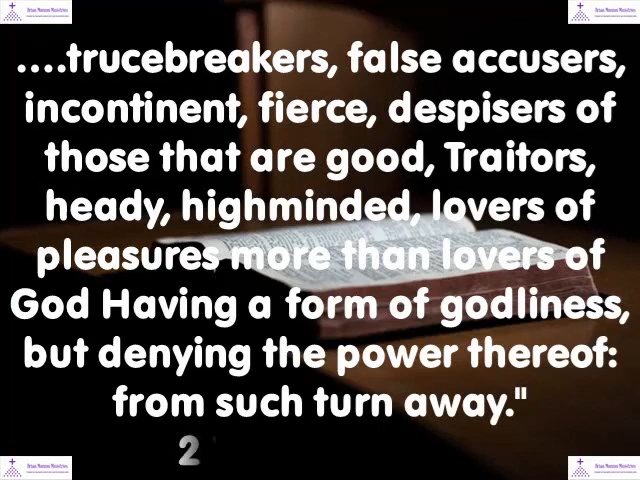 ....trucebreakers, false accusers,
incontinent, fierce, despisers of
those that are good, Traitors,
heady, highminded, lovers of
pleasures more than lovers of
God Having a form of godliness,
but denying the power thereof:
from such turn away."
2